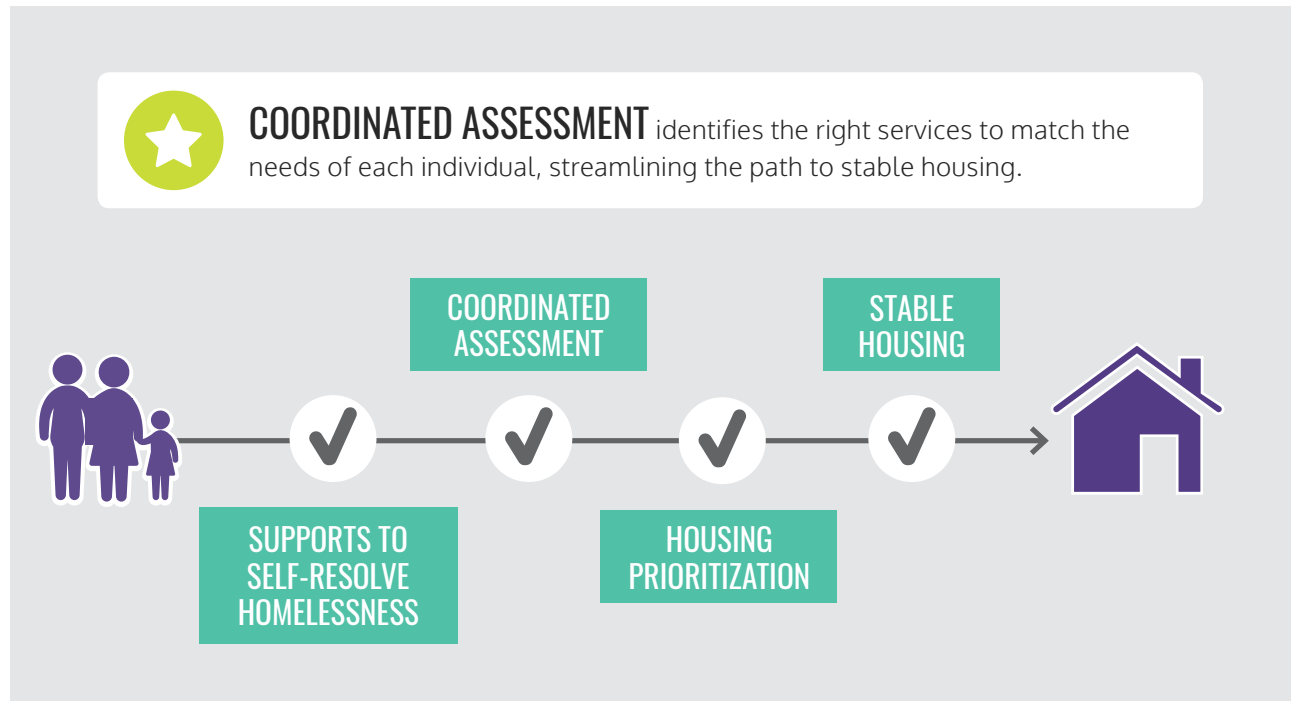 COORDINATED ASSESSMENT identifies the right services to match the
needs of each individual, streamlining the path to stable housing.
SUPPORTS TO
SELF-RESOLVE
HOMELESSNESS
COORDINATED
ASSESSMENT
HOUSING
PRIORITIZATION
STABLE
HOUSING